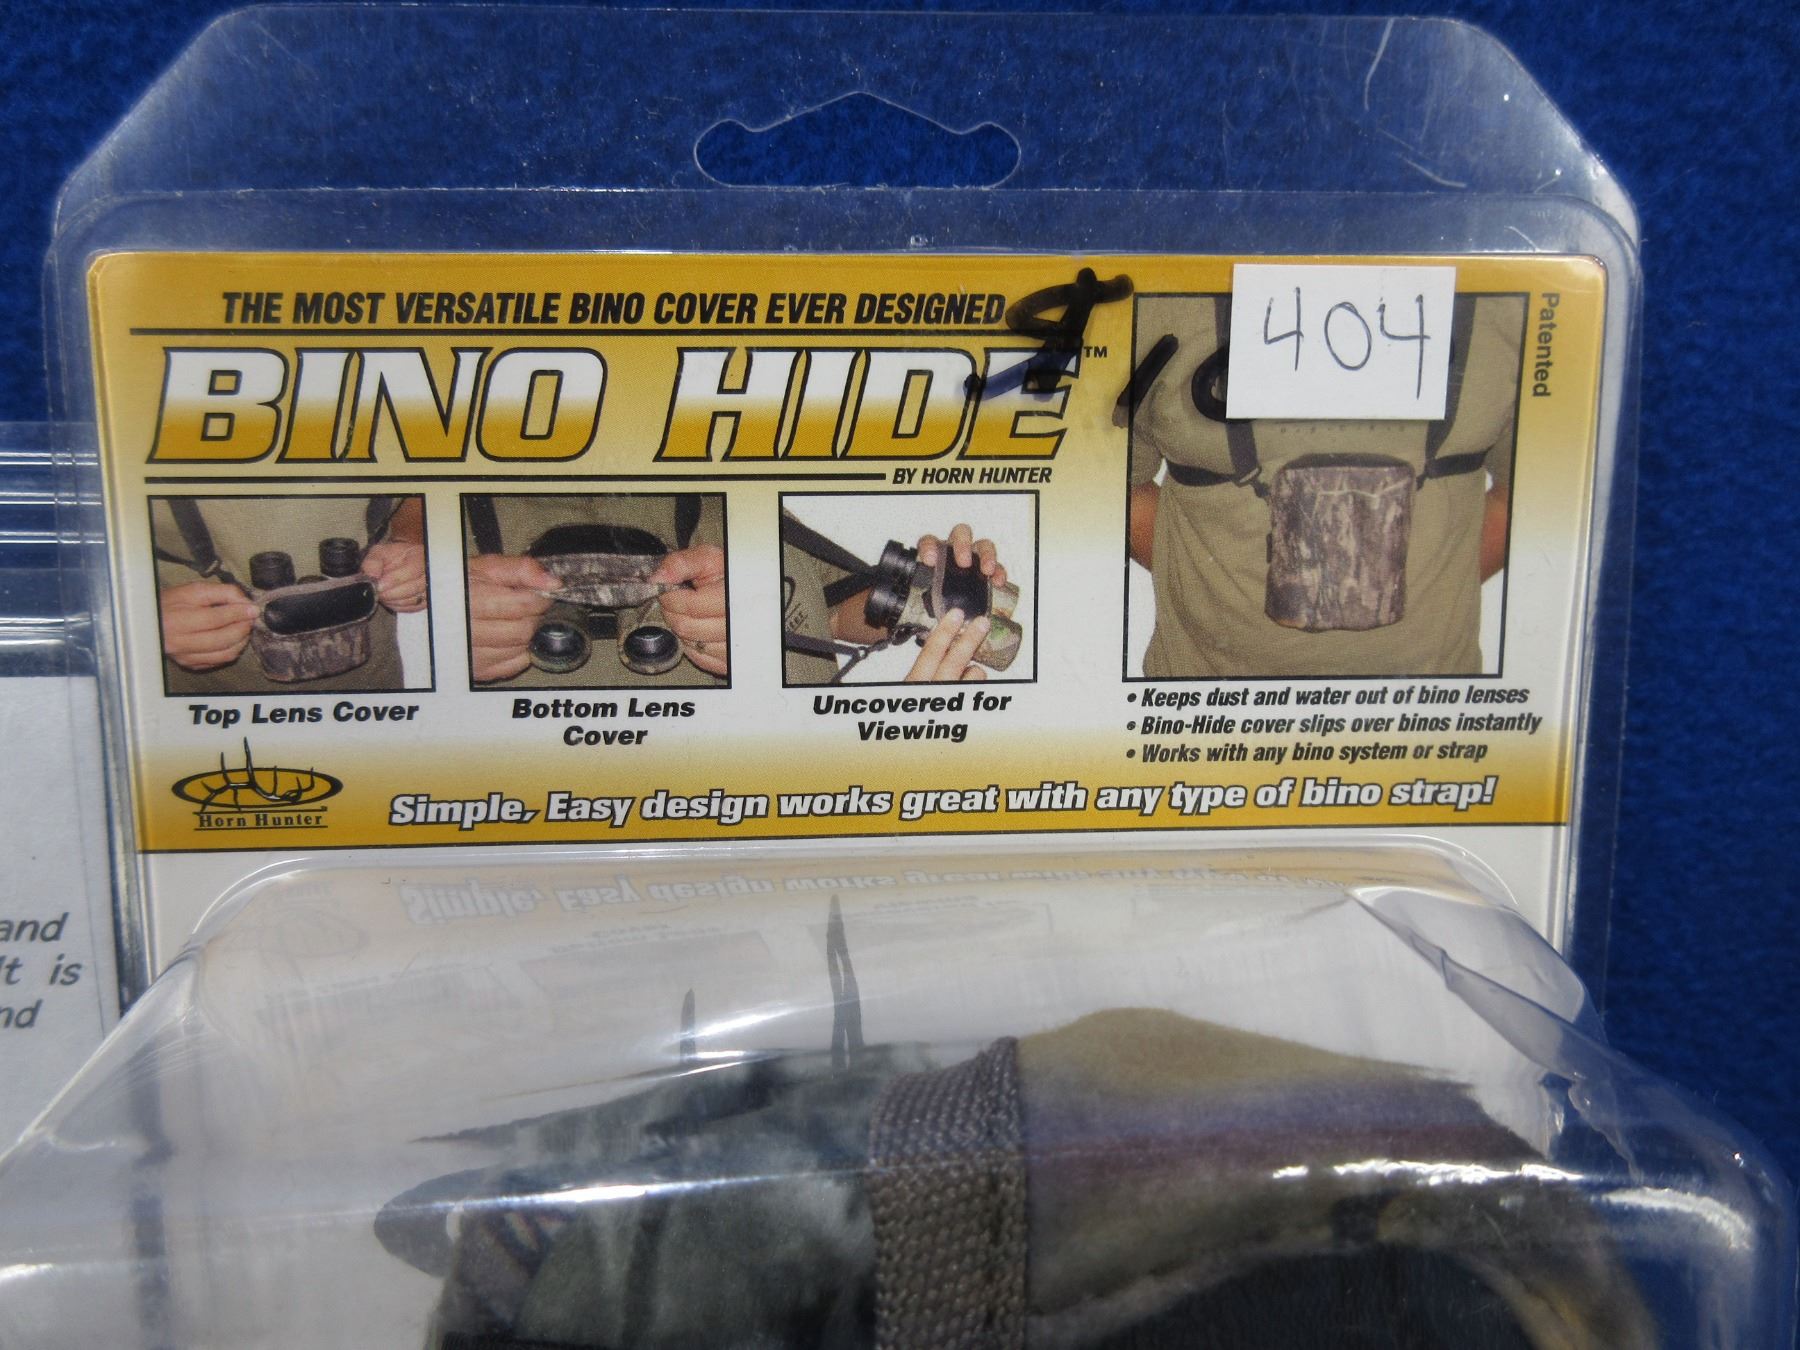 THE MOST VERSATILE BINO COVER EVER DESIGNED
BINO HIDE™
BY HORN HUNTER
404
Patented
Top Lens Cover
Bottom Lens
Cover
Uncovered for
Viewing
• Keeps dust and water out of bino lenses
• Bino-Hide cover slips over binos instantly
• Works with any bino system or strap
Horn Hunter
Simple, Easy design works great with any type of bino strap!
and
It is
nd